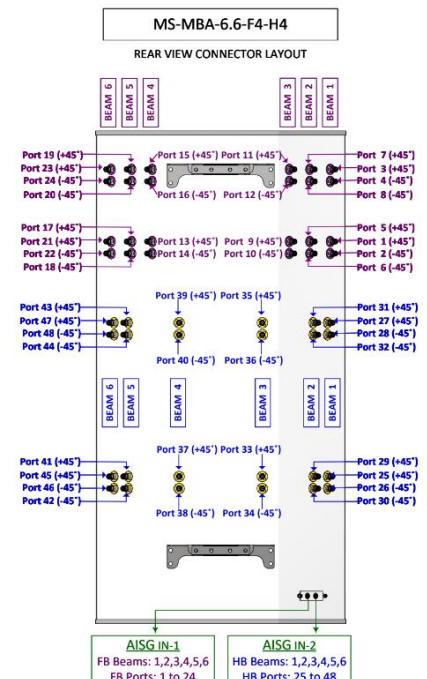 MS-MBA-6.6-F4-H4
REAR VIEW CONNECTOR LAYOUT
BEAM 6
BEAM 5
BEAM 4
BEAM 3
BEAM 2
BEAM 1
Port 19 (+45°)
Port 23 (+45°)
Port 24 (-45°)
Port 20 (-45°)
Port 15 (+45°)
Port 11 (+45°)
Port 16 (-45°)
Port 12 (-45°)
Port 7 (+45°)
Port 3 (+45°)
Port 4 (-45°)
Port 8 (-45°)
Port 17 (+45°)
Port 21 (+45°)
Port 22 (-45°)
Port 18 (-45°)
Port 13 (+45°)
Port 9 (+45°)
Port 14 (-45°)
Port 10 (-45°)
Port 5 (+45°)
Port 1 (+45°)
Port 2 (-45°)
Port 6 (-45°)
Port 43 (+45°)
Port 47 (+45°)
Port 48 (-45°)
Port 44 (-45°)
Port 39 (+45°)
Port 35 (+45°)
Port 40 (-45°)
Port 36 (-45°)
Port 31 (+45°)
Port 27 (+45°)
Port 28 (-45°)
Port 32 (-45°)
BEAM 6
BEAM 5
BEAM 4
BEAM 3
BEAM 2
BEAM 1
Port 41 (+45°)
Port 45 (+45°)
Port 46 (-45°)
Port 42 (-45°)
Port 37 (+45°)
Port 33 (+45°)
Port 38 (-45°)
Port 34 (-45°)
Port 29 (+45°)
Port 25 (+45°)
Port 26 (-45°)
Port 30 (-45°)
AISG IN-1
FB Beams: 1,2,3,4,5,6
FB Ports: 1 to 24
AISG IN-2
HB Beams: 1,2,3,4,5,6
HB Ports: 25 to 48